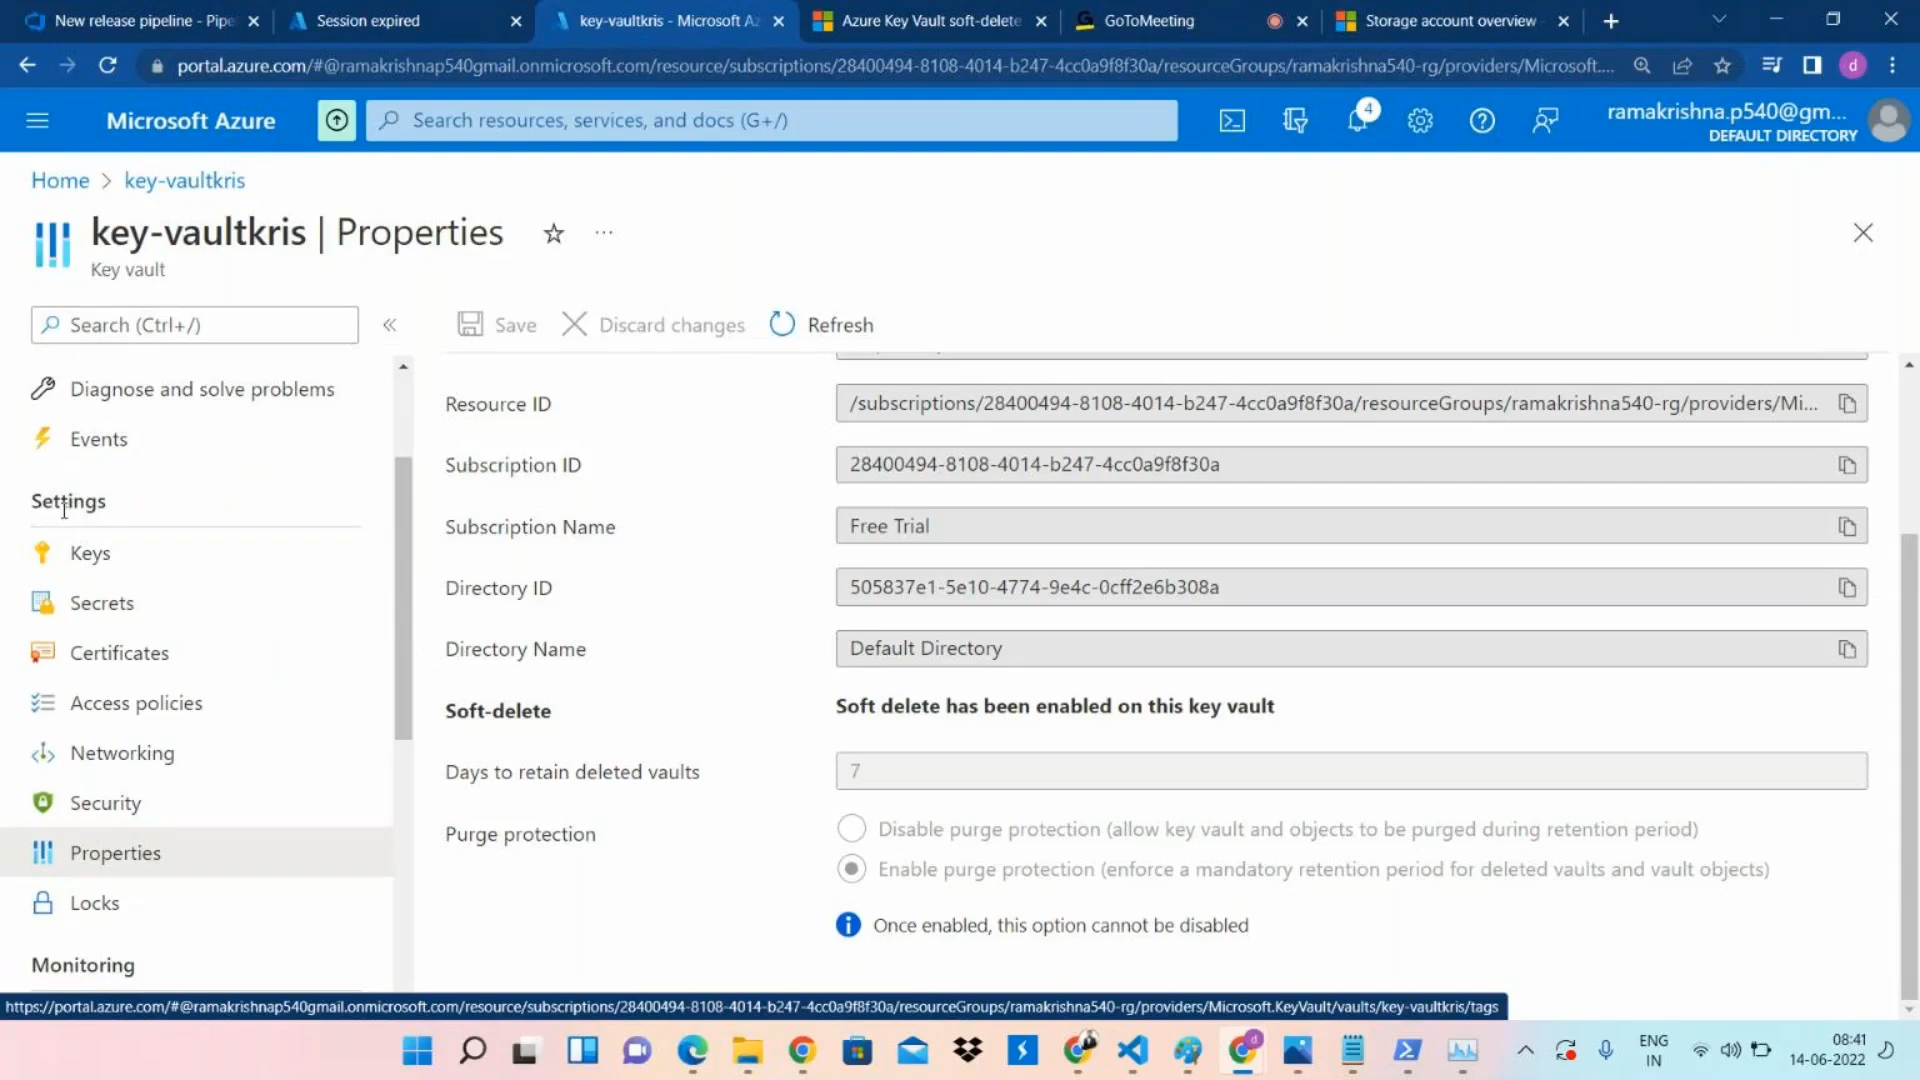 New release pipeline - Pipe
Session expired
key-vaultkris - Microsoft Az
Azure Key Vault soft-delete
GoToMeeting
Storage account overview
portal.azure.com/#@ramakrishnap540gmail.onmicrosoft.com/resource/subscriptions/28400494-8108-4014-b247-4cc0a9f8f30a/resourceGroups/ramakrishna540-rg/providers/Microsoft....
d
Microsoft Azure
Search resources, services, and docs (G+/)
4
ramakrishna.p540@gm...
DEFAULT DIRECTORY
Home > key-vaultkris
key-vaultkris | Properties
Key vault
Search (Ctrl+/)
Save
Discard changes
Refresh
Diagnose and solve problems
Events
Settings
Keys
Secrets
Certificates
Access policies
Networking
Security
Properties
Locks
Monitoring
Resource ID
/subscriptions/28400494-8108-4014-b247-4cc0a9f8f30a/resourceGroups/ramakrishna540-rg/providers/Mi...
Subscription ID
28400494-8108-4014-b247-4cc0a9f8f30a
Subscription Name
Free Trial
Directory ID
505837e1-5e10-4774-9e4c-0cff2e6b308a
Directory Name
Default Directory
Soft-delete
Soft delete has been enabled on this key vault
Days to retain deleted vaults
7
Purge protection
Disable purge protection (allow key vault and objects to be purged during retention period)
Enable purge protection (enforce a mandatory retention period for deleted vaults and vault objects)
Once enabled, this option cannot be disabled
https://portal.azure.com/#@ramakrishnap540gmail.onmicrosoft.com/resource/subscriptions/28400494-8108-4014-b247-4cc0a9f8f30a/resourceGroups/ramakrishna540-rg/providers/Microsoft.KeyVault/vaults/key-vaultkris/tags
ENG
IN
08:41
14-06-2022